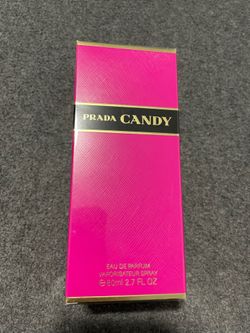 PRADA CANDY
EAU DE PARFUM
VAPORISATEUR SPRAY
℮ 80ml 2.7 FL OZ